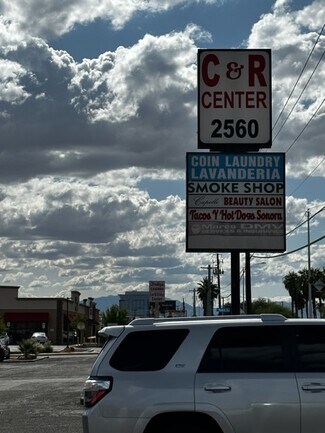 C & R
CENTER
2560
COIN LAUNDRY
LAVANDERIA
SMOKE SHOP
BEAUTY SALON
Tacos Y Hot Dogs Sonora
DMV